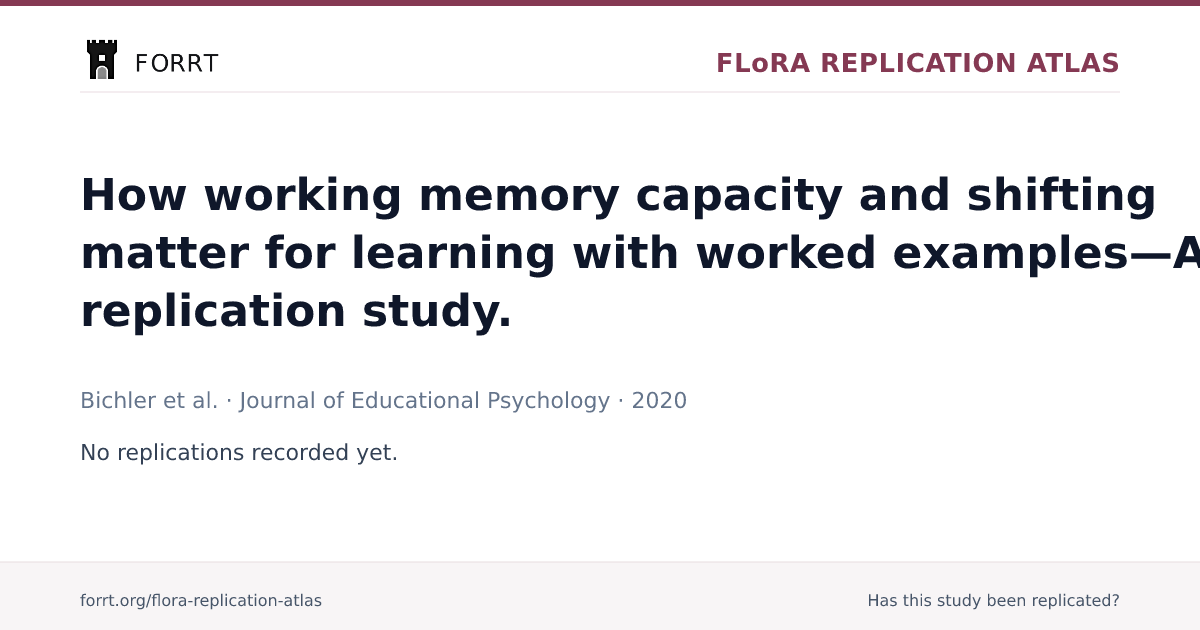 FORRT
FLoRA REPLICATION ATLAS
How working memory capacity and shifting
matter for learning with worked examples—A
replication study.
Bichler et al. · Journal of Educational Psychology · 2020
No replications recorded yet.
forrt.org/flora-replication-atlas
Has this study been replicated?